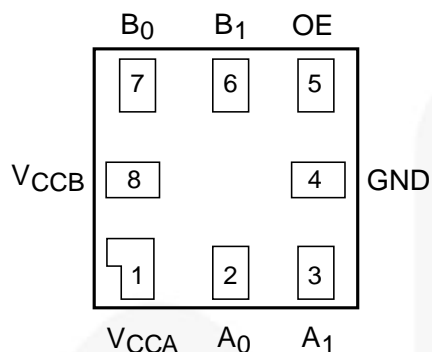 B0 B1 OE
7 6 5
VCCB 8 4 GND
1 2 3
VCCA A0 A1